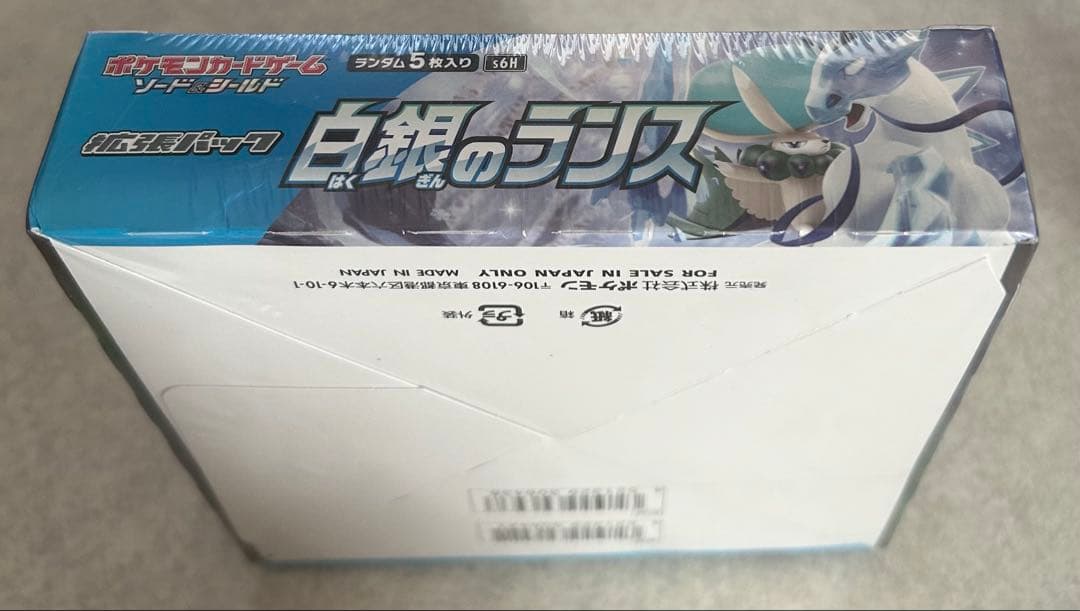 ポケモンカードゲーム
ソード&シールド
ランダム5枚入り s6H
拡張パック
白銀のランス
はくぎん
FOR SALE IN JAPAN ONLY MADE IN JAPAN
発売元 株式会社ポケモン 〒106-6108 東京都港区六本木6-10-1
紙 箱
プラ 外装